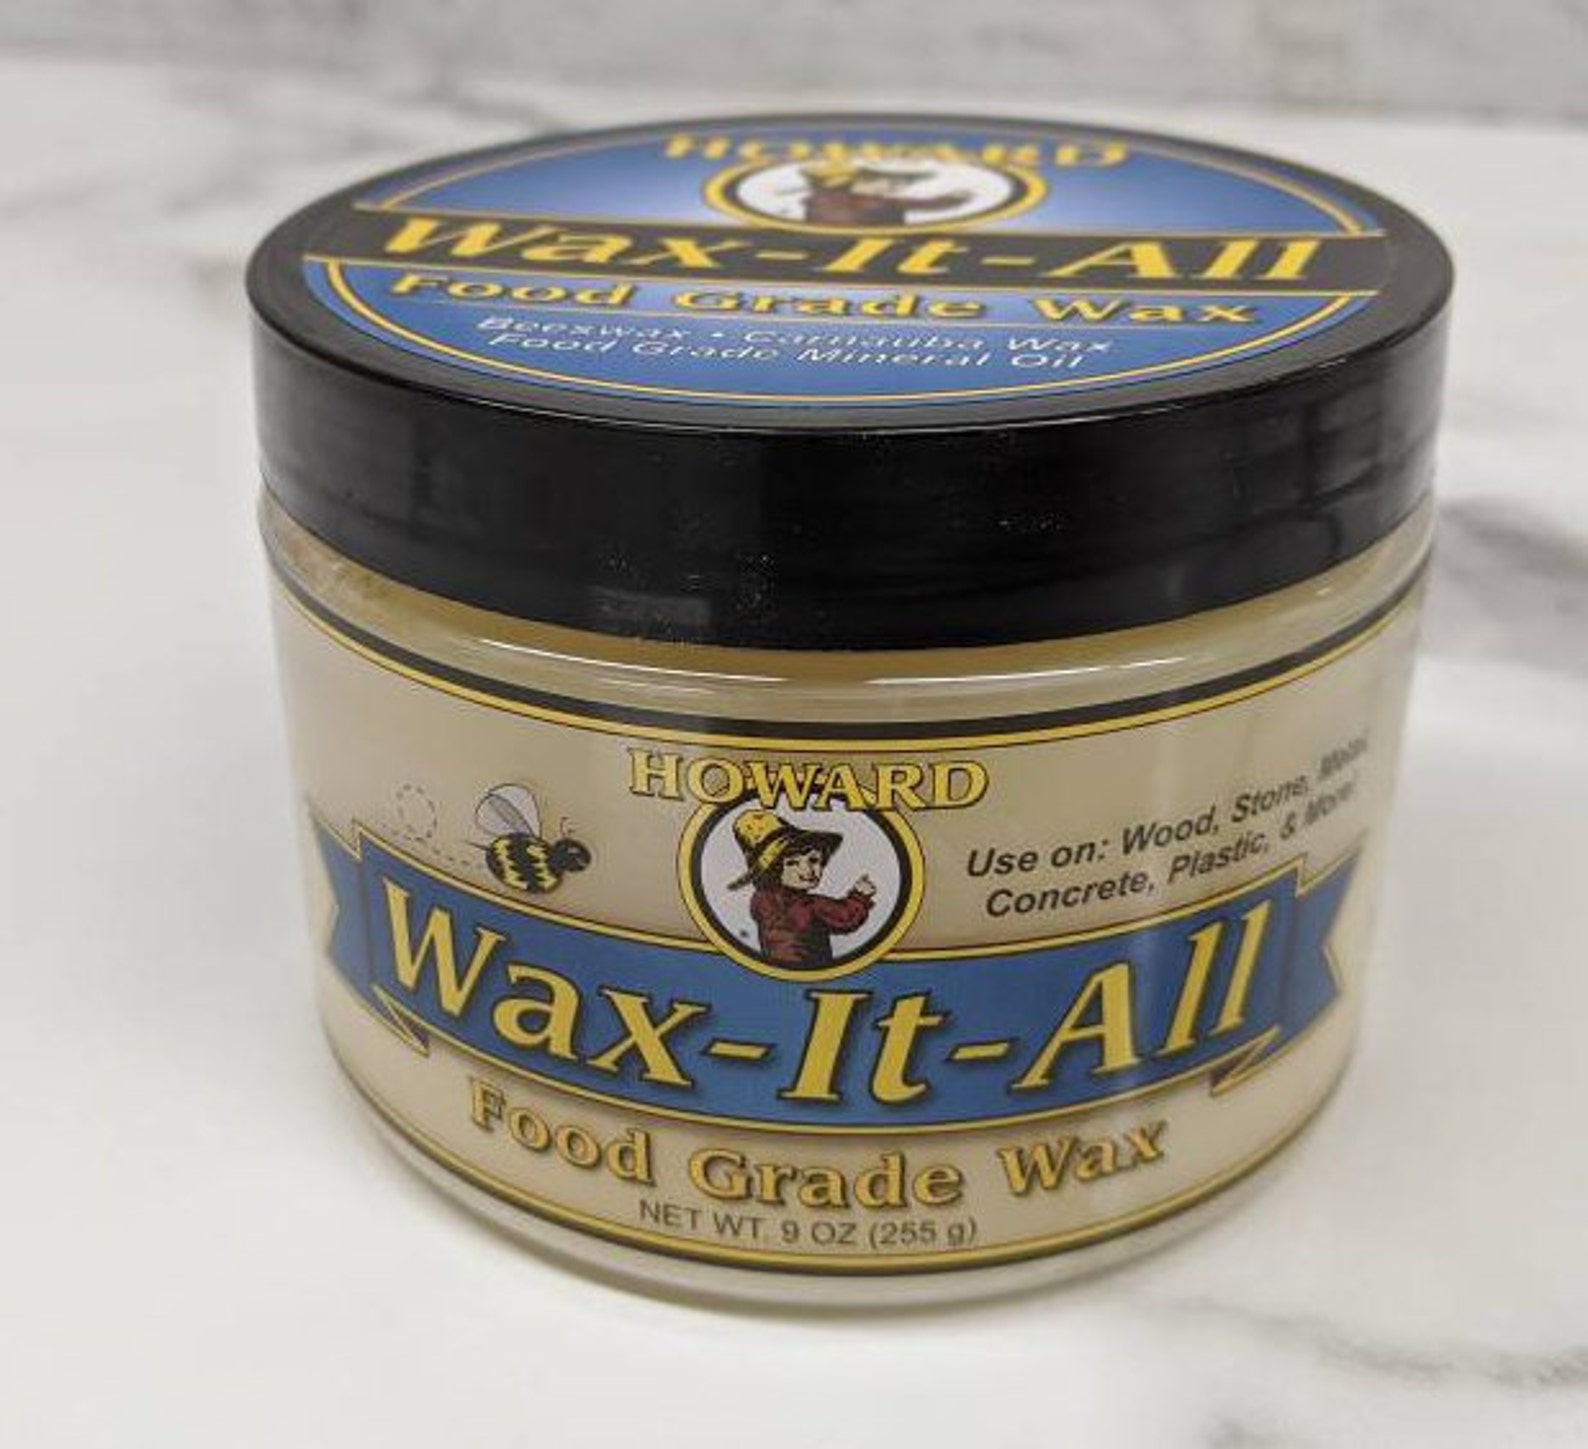 HOWARD
Wax-It-All
Food Grade Wax
Beeswax • Carnauba Wax
Food Grade Mineral Oil
HOWARD
Use on: Wood, Stone, Metal
Concrete, Plastic, & More!
Wax-It-All
Food Grade Wax
NET WT. 9 OZ (255 g)